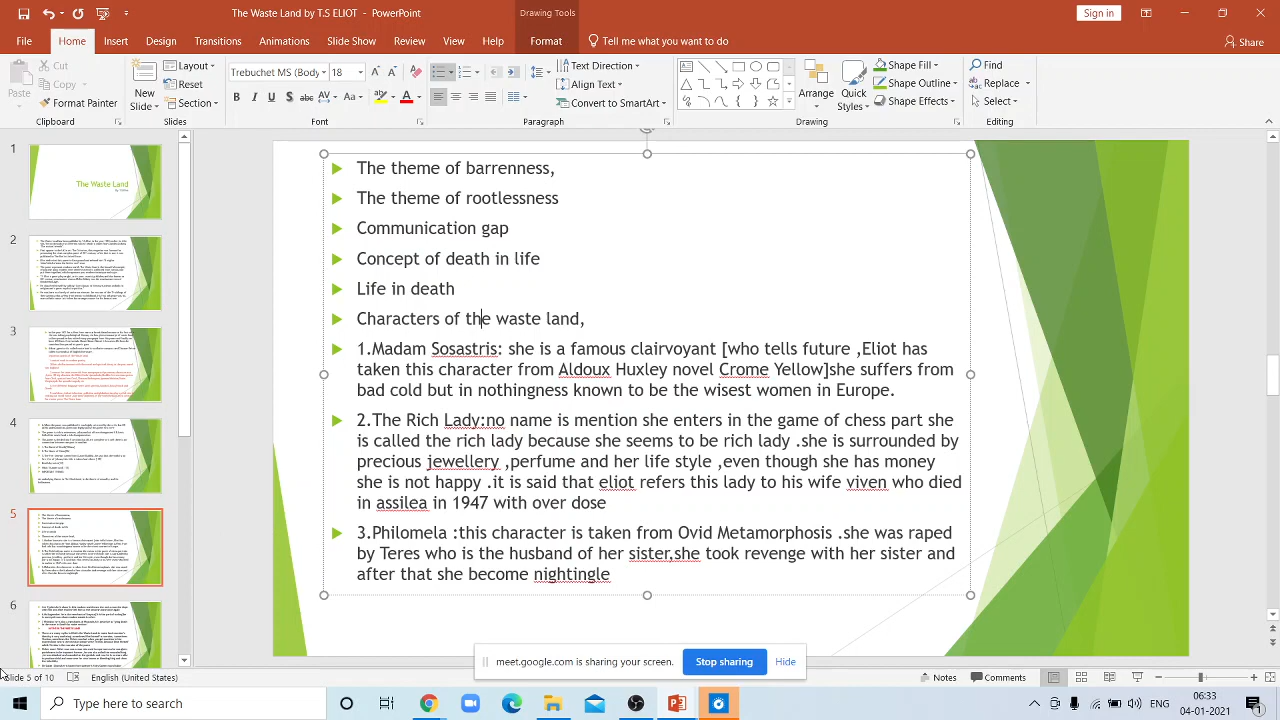 The Waste Land by T.S ELIOT - PowerPoint
Drawing Tools
Sign in
File Home Insert Design Transitions Animations Slide Show Review View Help Format Tell me what you want to do
Share
Paste
Cut
Copy
Format Painter
Clipboard
New
Slide
Layout
Reset
Section
Trebuchet MS (Body) 18
Font
Text Direction
Align Text
Convert to SmartArt
Paragraph
Arrange
Quick
Styles
Shape Fill
Shape Outline
Shape Effects
Drawing
Find
Replace
Select
Editing
1
The Waste Land
2
3
4
5
6
The theme of barrenness,
The theme of rootlessness
Communication gap
Concept of death in life
Life in death
Characters of the waste land,
she is a famous clairvoyant [who tells future ,Eliot has
taken this character from Aldoux Huxley novel Crome yellow]she suffers from
bad cold but nothingness known to be the wisest women in Europe.
2.The Rich Lady:no name is mention she enters in the game of chess part she
is called the rich lady because she seems to be rich lady .she is surrounded by
precious jewellary ,perfume and her life style ,even though she has money
she is not happy .it is said that eliot refers this lady to his wife viven who died
in assilea in 1947 with over dose
3.Philomela :this character is taken from Ovid Metamorphasis .she was raped
by Teres who is the husband of her sister,she took revenge with her sister and
after that she become nightingle
is sharing your screen.
Stop sharing
Hide
Slide 5 of 10
English (United States)
Notes
Comments
Type here to search
06:33
04-01-2021